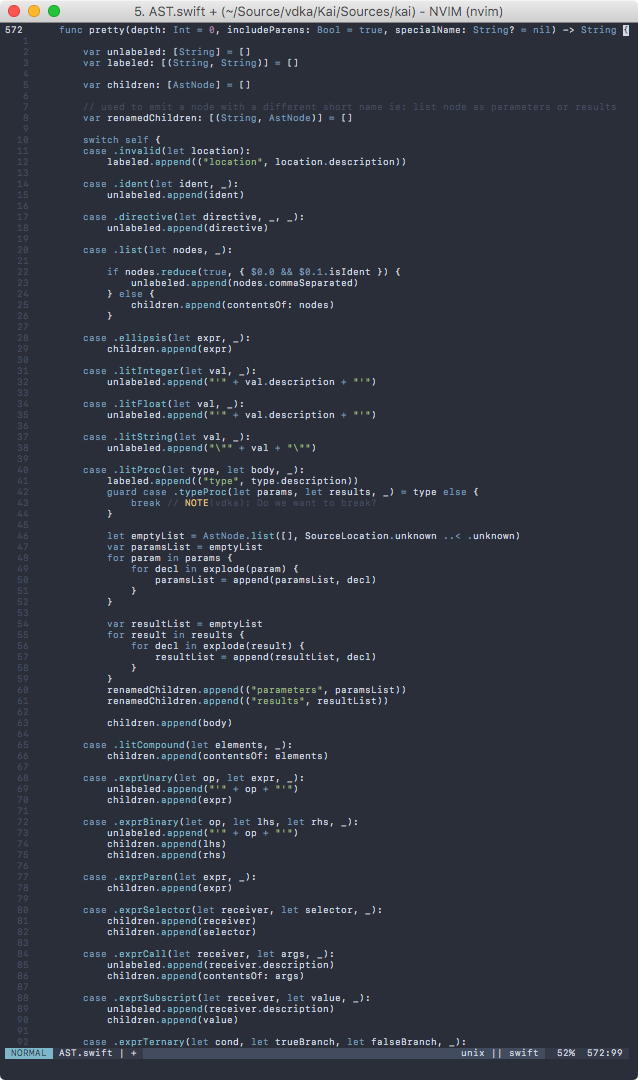 5. AST.swift + (~/Source/vdka/Kai/Sources/kai) - NVIM (nvim)
572 func pretty(depth: Int = 0, includeParens: Bool = true, specialName: String? = nil) -> String {
1
2 var unlabeled: [String] = []
3 var labeled: [(String, String)] = []
4
5 var children: [AstNode] = []
6
7 // used to emit a node with a different short name ie: list node as parameters or results
8 var renamedChildren: [(String, AstNode)] = []
9
10 switch self {
11 case .invalid(let location):
12 labeled.append(("location", location.description))
13
14 case .ident(let ident, _):
15 unlabeled.append(ident)
16
17 case .directive(let directive, _, _):
18 unlabeled.append(directive)
19
20 case .list(let nodes, _):
21
22 if nodes.reduce(true, { $0.0 && $0.1.isIdent }) {
23 unlabeled.append(nodes.commaSeparated)
24 } else {
25 children.append(contentsOf: nodes)
26 }
27
28 case .ellipsis(let expr, _):
29 children.append(expr)
30
31 case .litInteger(let val, _):
32 unlabeled.append("'" + val.description + "'")
33
34 case .litFloat(let val, _):
35 unlabeled.append("'" + val.description + "'")
36
37 case .litString(let val, _):
38 unlabeled.append("\"" + val + "\"")
39
40 case .litProc(let type, let body, _):
41 labeled.append(("type", type.description))
42 guard case .typeProc(let params, let results, _) = type else {
43 break // NOTE(vdka): Do we want to break?
44 }
45
46 let emptyList = AstNode.list([], SourceLocation.unknown ..< .unknown)
47 var paramsList = emptyList
48 for param in params {
49 for decl in explode(param) {
50 paramsList = append(paramsList, decl)
51 }
52 }
53
54 var resultList = emptyList
55 for result in results {
56 for decl in explode(result) {
57 resultList = append(resultList, decl)
58 }
59 }
60 renamedChildren.append(("parameters", paramsList))
61 renamedChildren.append(("results", resultList))
62
63 children.append(body)
64
65 case .litCompound(let elements, _):
66 children.append(contentsOf: elements)
67
68 case .exprUnary(let op, let expr, _):
69 unlabeled.append("'" + op + "'")
70 children.append(expr)
71
72 case .exprBinary(let op, let lhs, let rhs, _):
73 unlabeled.append("'" + op + "'")
74 children.append(lhs)
75 children.append(rhs)
76
77 case .exprParen(let expr, _):
78 children.append(expr)
79
80 case .exprSelector(let receiver, let selector, _):
81 children.append(receiver)
82 children.append(selector)
83
84 case .exprCall(let receiver, let args, _):
85 unlabeled.append(receiver.description)
86 children.append(contentsOf: args)
87
88 case .exprSubscript(let receiver, let value, _):
89 unlabeled.append(receiver.description)
90 children.append(value)
91
92 case .exprTernary(let cond, let trueBranch, let falseBranch, _):
NORMAL AST.swift | + unix || swift 52% 572:99